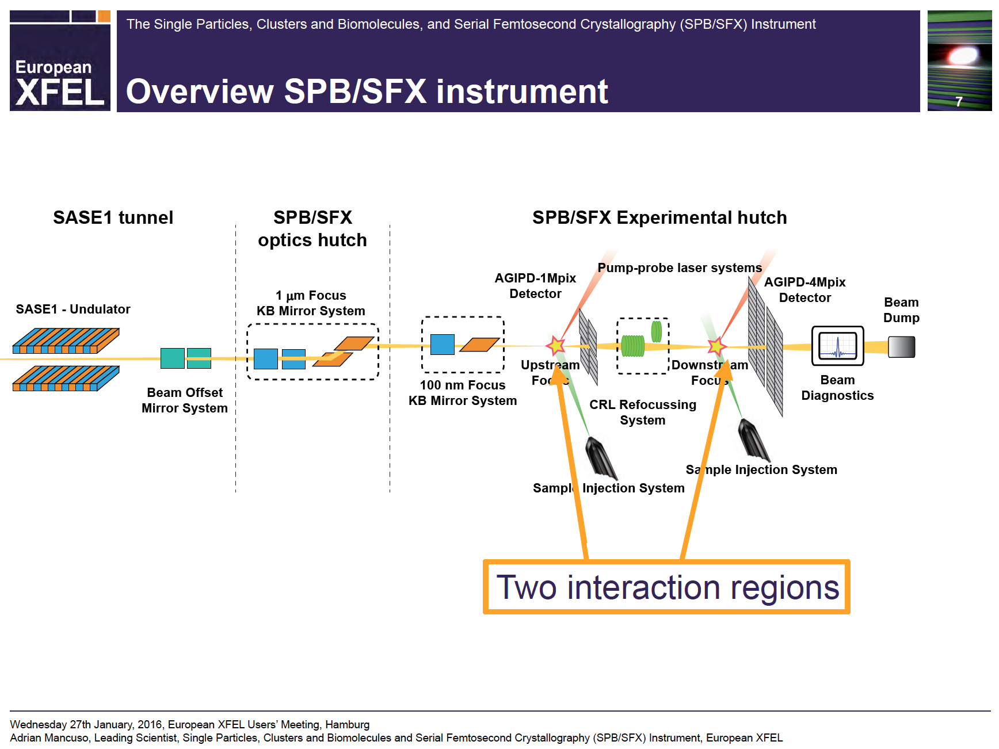 The Single Particles, Clusters and Biomolecules, and Serial Femtosecond Crystallography (SPB/SFX) Instrument
European
XFEL
Overview SPB/SFX instrument
7
SASE1 tunnel
SPB/SFX
optics hutch
SPB/SFX Experimental hutch
SASE1 - Undulator
Beam Offset
Mirror System
1 μm Focus
KB Mirror System
100 nm Focus
KB Mirror System
AGIPD-1Mpix
Detector
Pump-probe laser systems
AGIPD-4Mpix
Detector
Beam
Dump
Upstream
Focus
Downstream
Focus
CRL Refocussing
System
Beam
Diagnostics
Sample Injection System
Sample Injection System
Two interaction regions
Wednesday 27th January, 2016, European XFEL Users’ Meeting, Hamburg
Adrian Mancuso, Leading Scientist, Single Particles, Clusters and Biomolecules and Serial Femtosecond Crystallography (SPB/SFX) Instrument, European XFEL